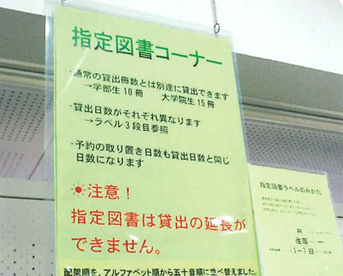 指定図書コーナー
・通常の貸出冊数とは別途に貸出できます
→学部生10冊 大学院生15冊
・貸出日数がそれぞれ異なります
→ラベル3段目参照
・予約の取り置き日数も貸出日数と同じ
日数になります
☀注意！
指定図書は貸出の延長が
できません。
配架順を、アルファベット順から五十音順に並べ替えました。
指定図書ラベルのみかた
R
佐藤